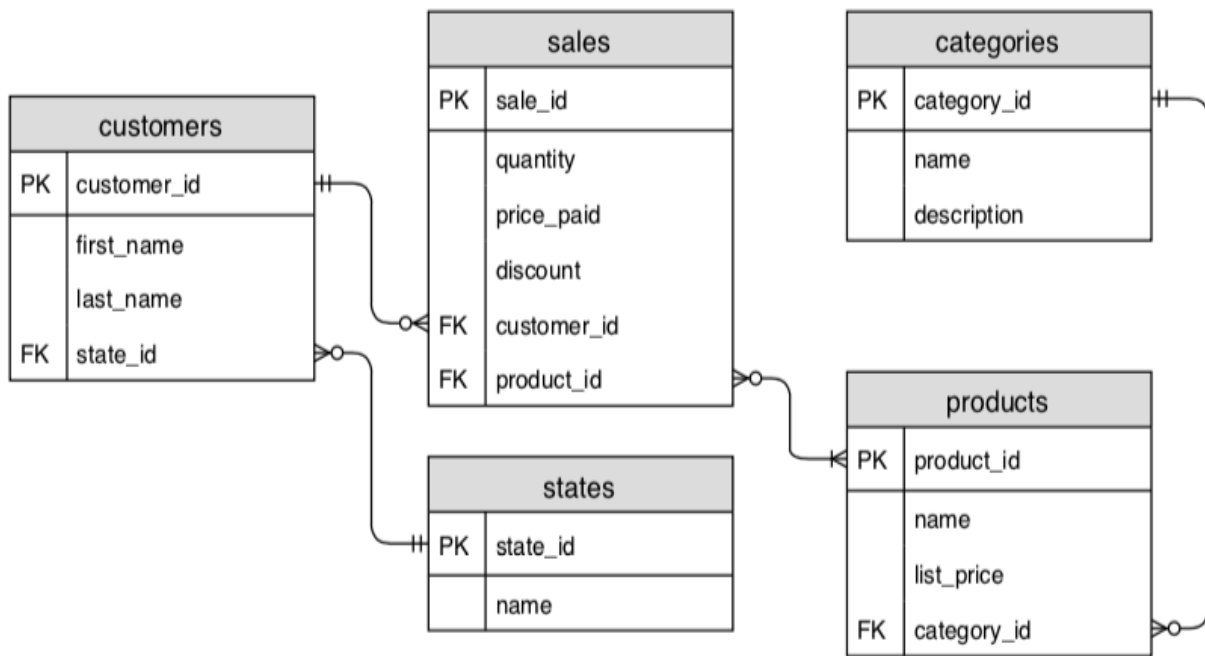 customers
PK customer_id
first_name
last_name
FK state_id
sales
PK sale_id
quantity
price_paid
discount
FK customer_id
FK product_id
states
PK state_id
name
categories
PK category_id
name
description
products
PK product_id
name
list_price
FK category_id